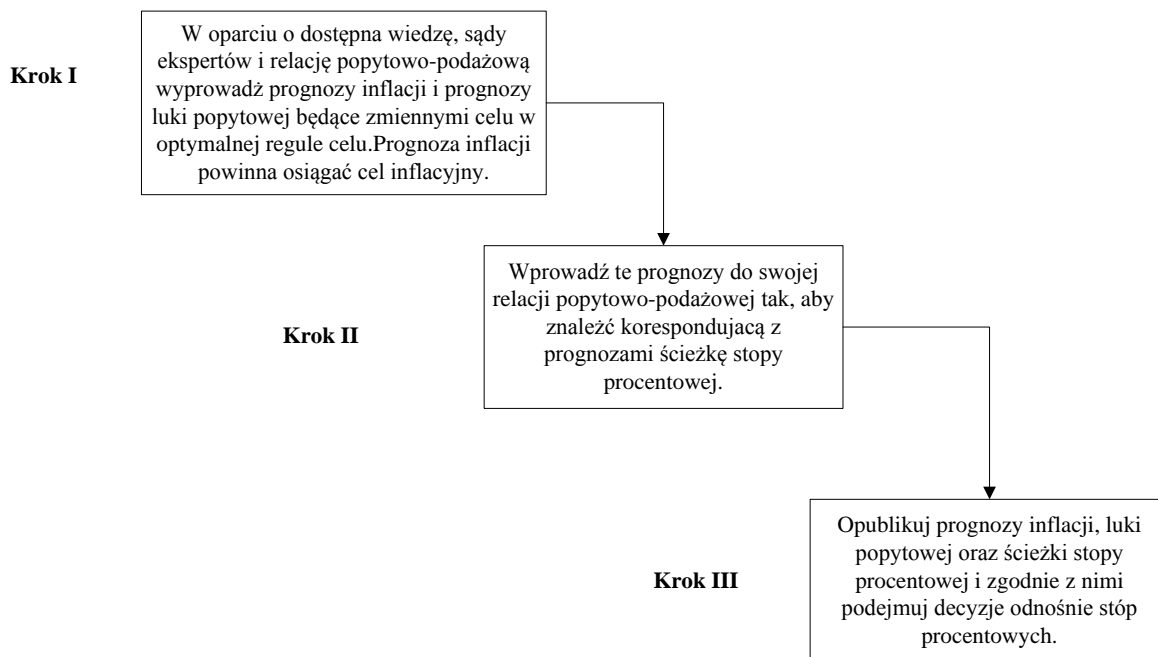 W oparciu o dostępna wiedzę, sądy
ekspertów i relację popytowo-podażową
Krok I
wyprowadż prognozy inflacji i prognozy
luki popytowej będące zmiennymi celu w
optymalnej regule celu.Prognoza inflacji
powinna osiągać cel inflacyjny.
Wprowadź te prognozy do swojej
relacji popytowo-podażowej tak, aby
Krok II
znależć korespondujacą z
prognozami ścieżkę stopy
procentowej.
Opublikuj prognozy inflacji, luki
popytowej oraz ścieżki stopy
Krok III
procentowej i zgodnie z nimi
podejmuj decyzje odnośnie stóp
procentowych.